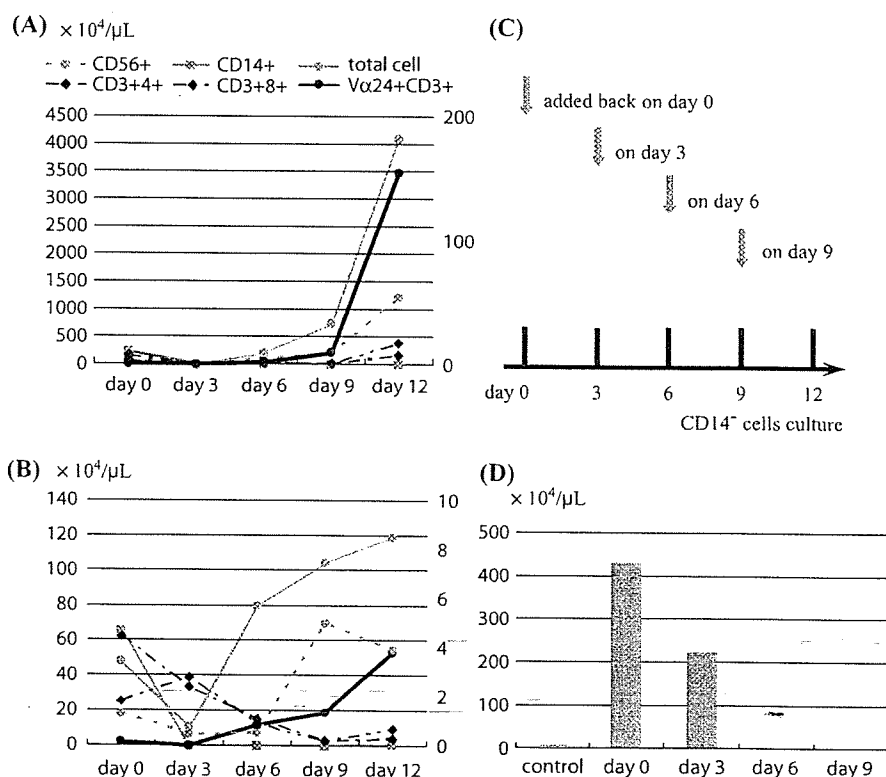 (A) × 10⁴/µL
CD56+ CD14+ total cell
CD3+4+ CD3+8+ Vα24+CD3+
4500
4000
3500
3000
2500
2000
1500
1000
500
0
200
100
0
day 0 day 3 day 6 day 9 day 12
(C)
added back on day 0
on day 3
on day 6
on day 9
day 0 3 6 9 12
CD14⁻ cells culture
(B) × 10⁴/µL
140
120
100
80
60
40
20
0
10
8
6
4
2
0
day 0 day 3 day 6 day 9 day 12
(D)
× 10⁴/µL
500
400
300
200
100
0
control day 0 day 3 day 6 day 9